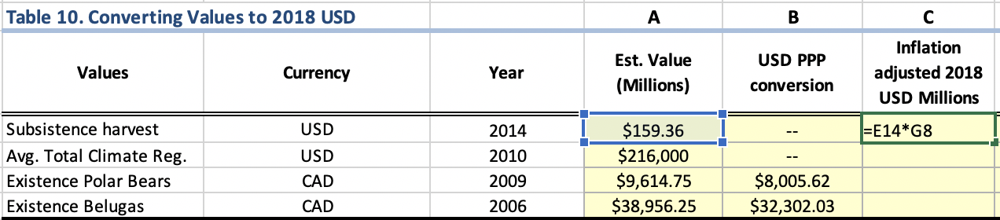 Table 10. Converting Values to 2018 USD A B C
Values Currency Year Est. Value (Millions) USD PPP conversion Inflation adjusted 2018 USD Millions
Subsistence harvest USD 2014 $159.36 -- =E14*G8
Avg. Total Climate Reg. USD 2010 $216,000 --
Existence Polar Bears CAD 2009 $9,614.75 $8,005.62
Existence Belugas CAD 2006 $38,956.25 $32,302.03